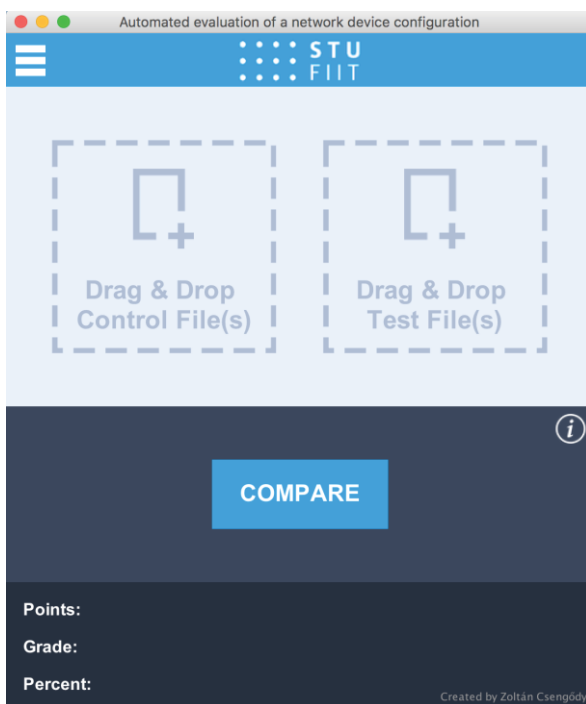 Automated evaluation of a network device configuration
STU
FIIT
Drag & Drop
Control File(s)
Drag & Drop
Test File(s)
i
COMPARE
Points:
Grade:
Percent:
Created by Zoltán Csengődy